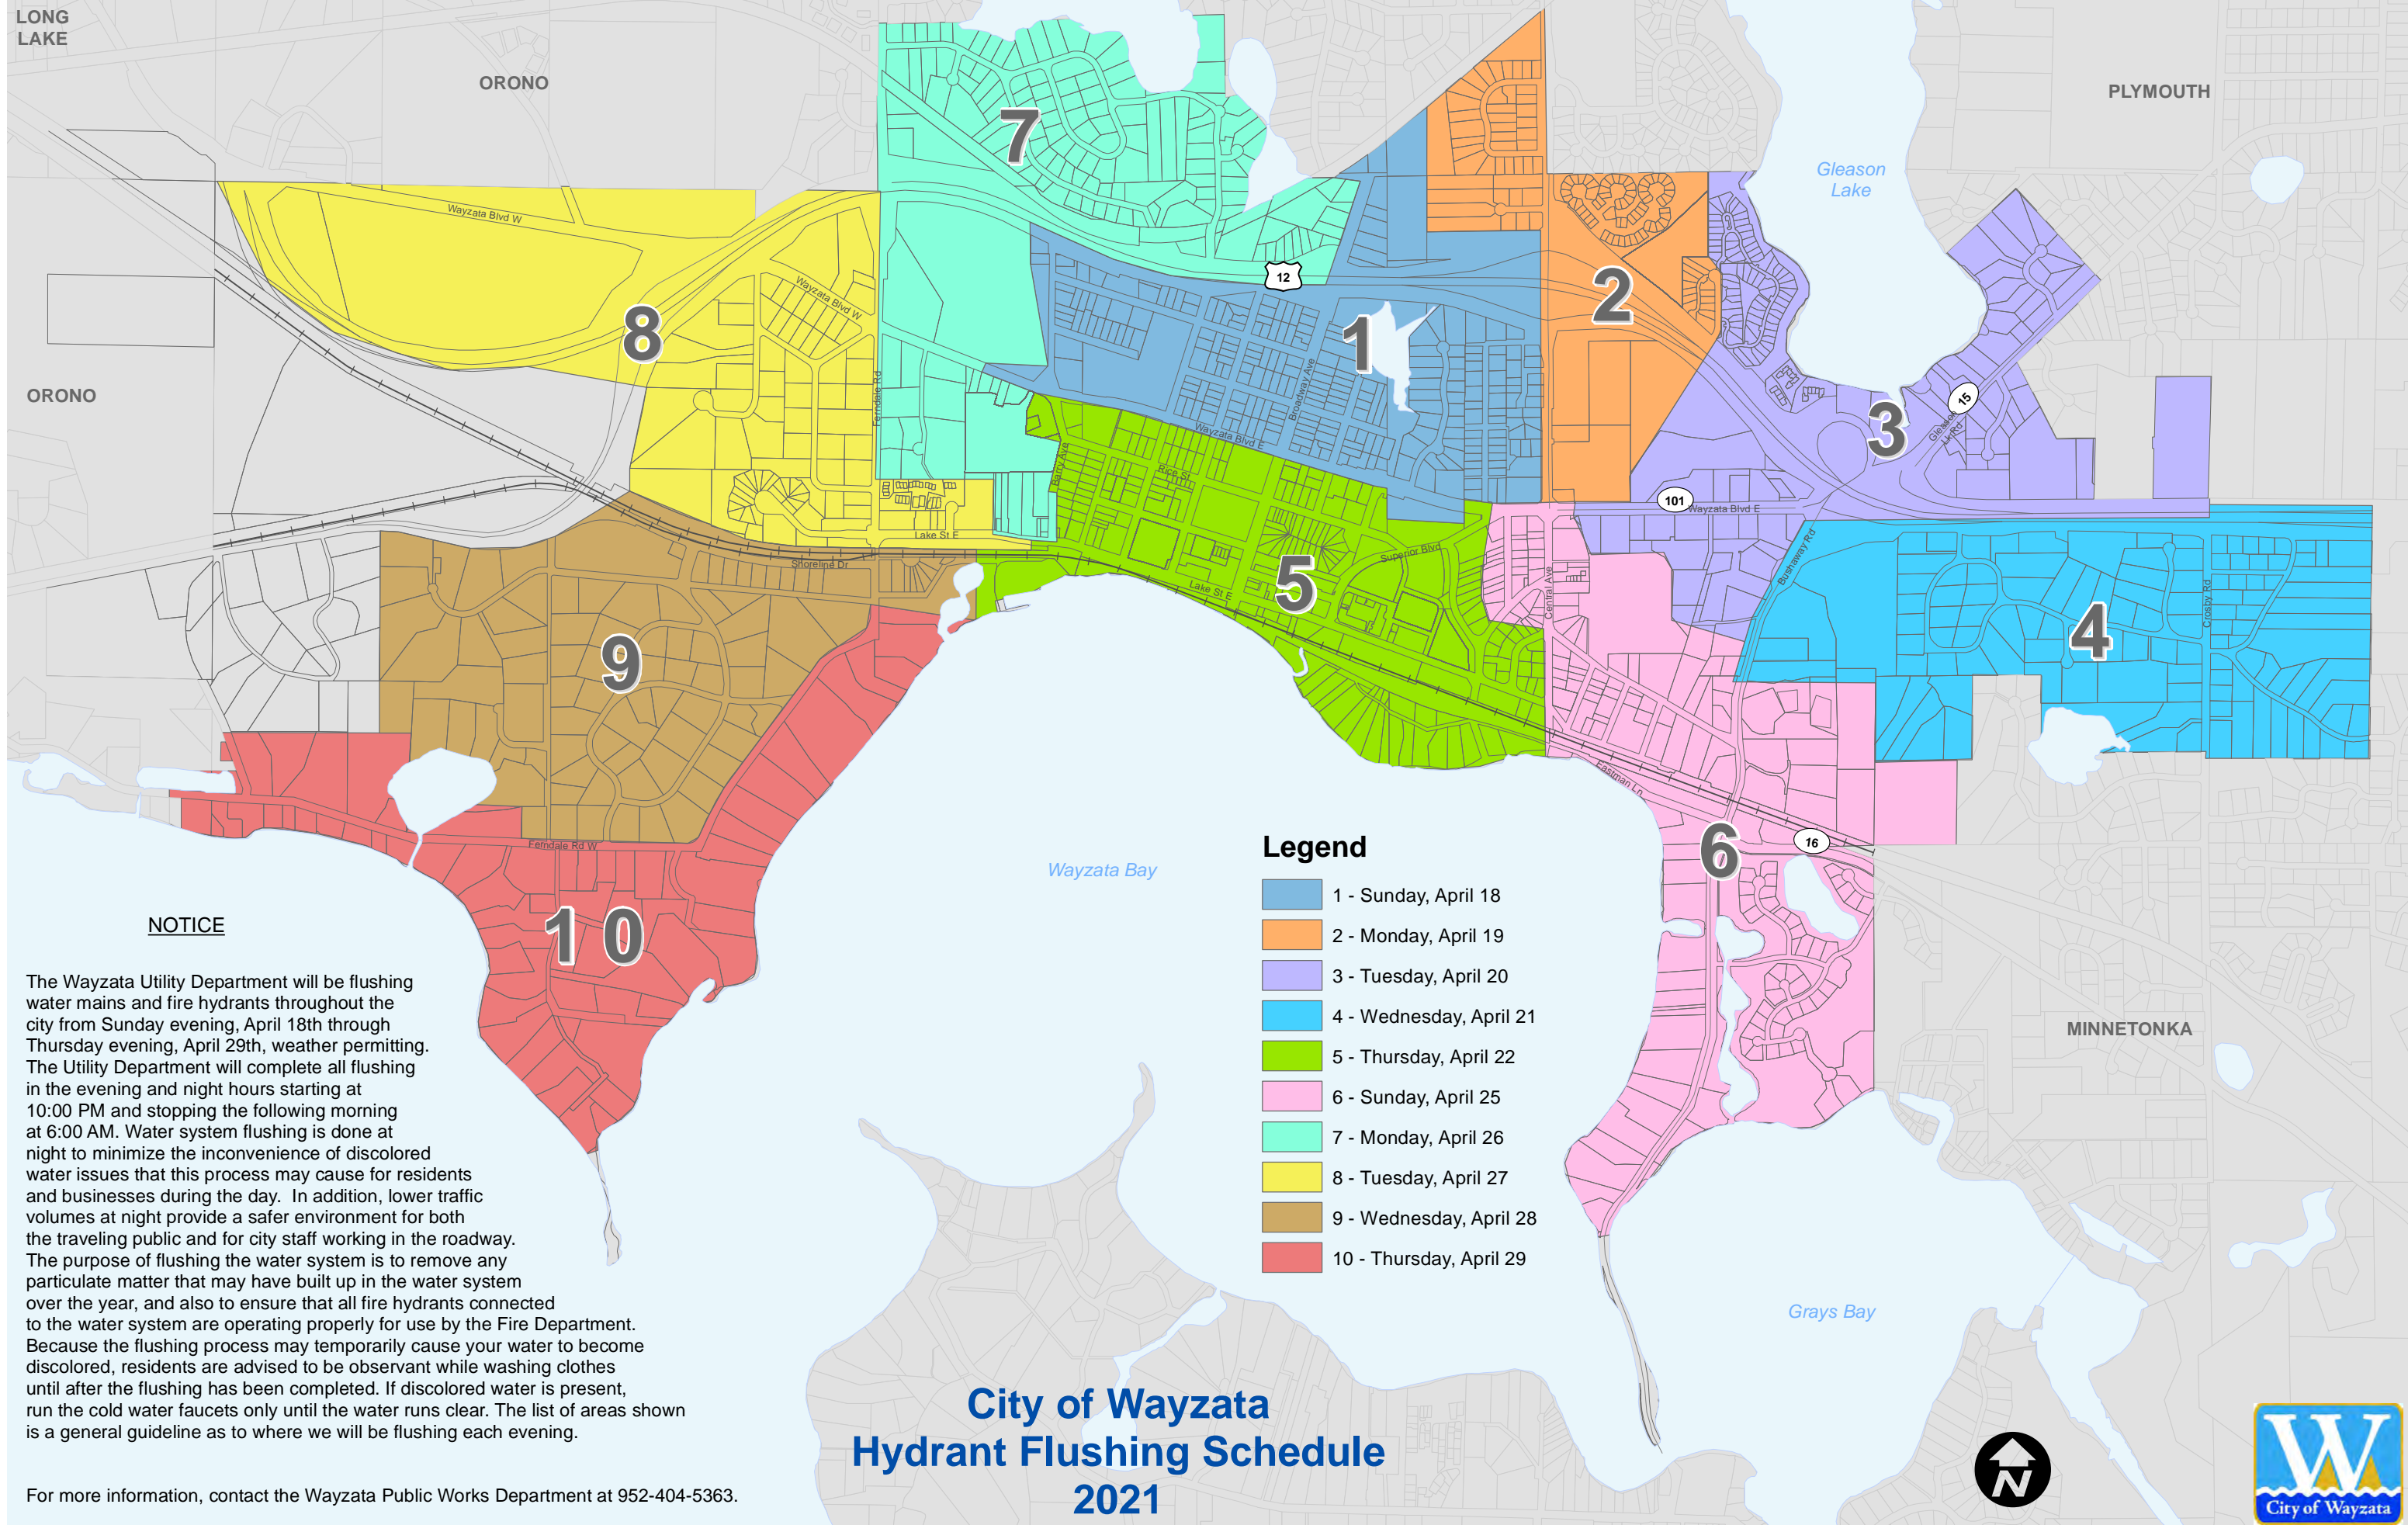 LONG
LAKE
ORONO
PLYMOUTH
Gleason
Lake
7
Wayzata Blvd W
12
2
Wayzata Blvd W
8
1
ORONO
Ferndale Rd
Broadway Ave
15
3
Gleason
Lk Rd
Wayzata Blvd E
Barry Ave
Rice St
101
Wayzata Blvd E
Lake St E
Shoreline Dr
Superior Blvd
Bushaway Rd
5
Lake St E
Central Ave
Crosby Rd
4
9
Eastman Ln
6
16
Ferndale Rd W
Wayzata Bay
10
MINNETONKA
Grays Bay
Legend
1 - Sunday, April 18
2 - Monday, April 19
3 - Tuesday, April 20
4 - Wednesday, April 21
5 - Thursday, April 22
6 - Sunday, April 25
7 - Monday, April 26
8 - Tuesday, April 27
9 - Wednesday, April 28
10 - Thursday, April 29
NOTICE
The Wayzata Utility Department will be flushing
water mains and fire hydrants throughout the
city from Sunday evening, April 18th through
Thursday evening, April 29th, weather permitting.
The Utility Department will complete all flushing
in the evening and night hours starting at
10:00 PM and stopping the following morning
at 6:00 AM. Water system flushing is done at
night to minimize the inconvenience of discolored
water issues that this process may cause for residents
and businesses during the day.  In addition, lower traffic
volumes at night provide a safer environment for both
the traveling public and for city staff working in the roadway.
The purpose of flushing the water system is to remove any
particulate matter that may have built up in the water system
over the year, and also to ensure that all fire hydrants connected
to the water system are operating properly for use by the Fire Department.
Because the flushing process may temporarily cause your water to become
discolored, residents are advised to be observant while washing clothes
until after the flushing has been completed. If discolored water is present,
run the cold water faucets only until the water runs clear. The list of areas shown
is a general guideline as to where we will be flushing each evening.
For more information, contact the Wayzata Public Works Department at 952-404-5363.
City of Wayzata
Hydrant Flushing Schedule
2021
N
W
City of Wayzata